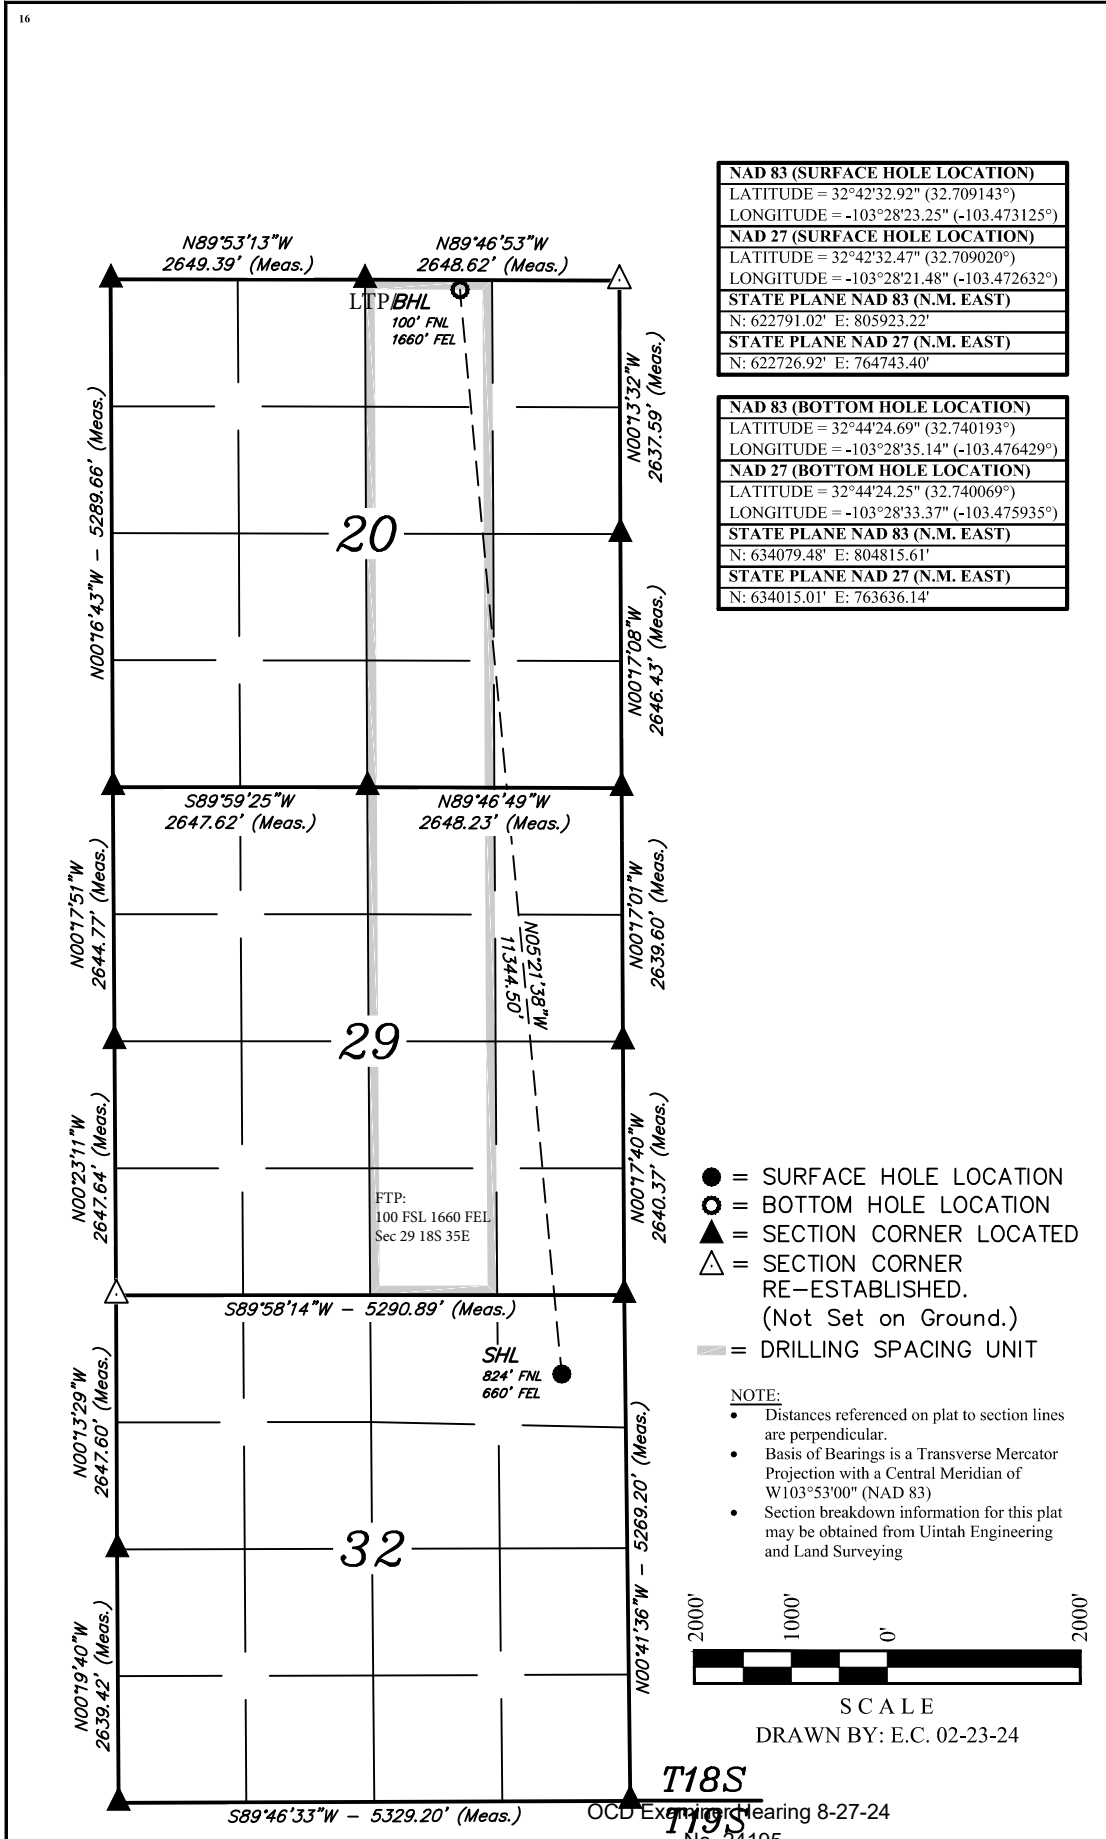 16
NAD 83 (SURFACE HOLE LOCATION)
LATITUDE = 32°42'32.92" (32.709143°)
LONGITUDE = -103°28'23.25" (-103.473125°)
NAD 27 (SURFACE HOLE LOCATION)
LATITUDE = 32°42'32.47" (32.709020°)
LONGITUDE = -103°28'21.48" (-103.472632°)
STATE PLANE NAD 83 (N.M. EAST)
N: 622791.02' E: 805923.22'
STATE PLANE NAD 27 (N.M. EAST)
N: 622726.92' E: 764743.40'
NAD 83 (BOTTOM HOLE LOCATION)
LATITUDE = 32°44'24.69" (32.740193°)
LONGITUDE = -103°28'35.14" (-103.476429°)
NAD 27 (BOTTOM HOLE LOCATION)
LATITUDE = 32°44'24.25" (32.740069°)
LONGITUDE = -103°28'33.37" (-103.475935°)
STATE PLANE NAD 83 (N.M. EAST)
N: 634079.48' E: 804815.61'
STATE PLANE NAD 27 (N.M. EAST)
N: 634015.01' E: 763636.14'
N89°53'13"W
2649.39' (Meas.)
N89°46'53"W
2648.62' (Meas.)
LTP/BHL
100' FNL
1660' FEL
N00°13'32"W
2637.59' (Meas.)
N00°16'43"W - 5289.66' (Meas.)
20
N00°17'08"W
2646.43' (Meas.)
S89°59'25"W
2647.62' (Meas.)
N89°46'49"W
2648.23' (Meas.)
N00°17'51"W
2644.77' (Meas.)
N00°17'01"W
2639.60' (Meas.)
N05°21'38"W
11344.50'
29
N00°23'11"W
2647.64' (Meas.)
N00°17'40"W
2640.37' (Meas.)
FTP:
100 FSL 1660 FEL
Sec 29 18S 35E
S89°58'14"W - 5290.89' (Meas.)
SHL
824' FNL
660' FEL
N00°13'29"W
2647.60' (Meas.)
N00°41'36"W - 5269.20' (Meas.)
32
N00°19'40"W
2639.42' (Meas.)
S89°46'33"W - 5329.20' (Meas.)
= SURFACE HOLE LOCATION
= BOTTOM HOLE LOCATION
= SECTION CORNER LOCATED
= SECTION CORNER
RE-ESTABLISHED.
(Not Set on Ground.)
= DRILLING SPACING UNIT
NOTE:
• Distances referenced on plat to section lines
are perpendicular.
• Basis of Bearings is a Transverse Mercator
Projection with a Central Meridian of
W103°53'00" (NAD 83)
• Section breakdown information for this plat
may be obtained from Uintah Engineering
and Land Surveying
2000' 1000' 0' 2000'
SCALE
DRAWN BY: E.C. 02-23-24
T18S
T19S
OCD Examiner Hearing 8-27-24
No. 24195